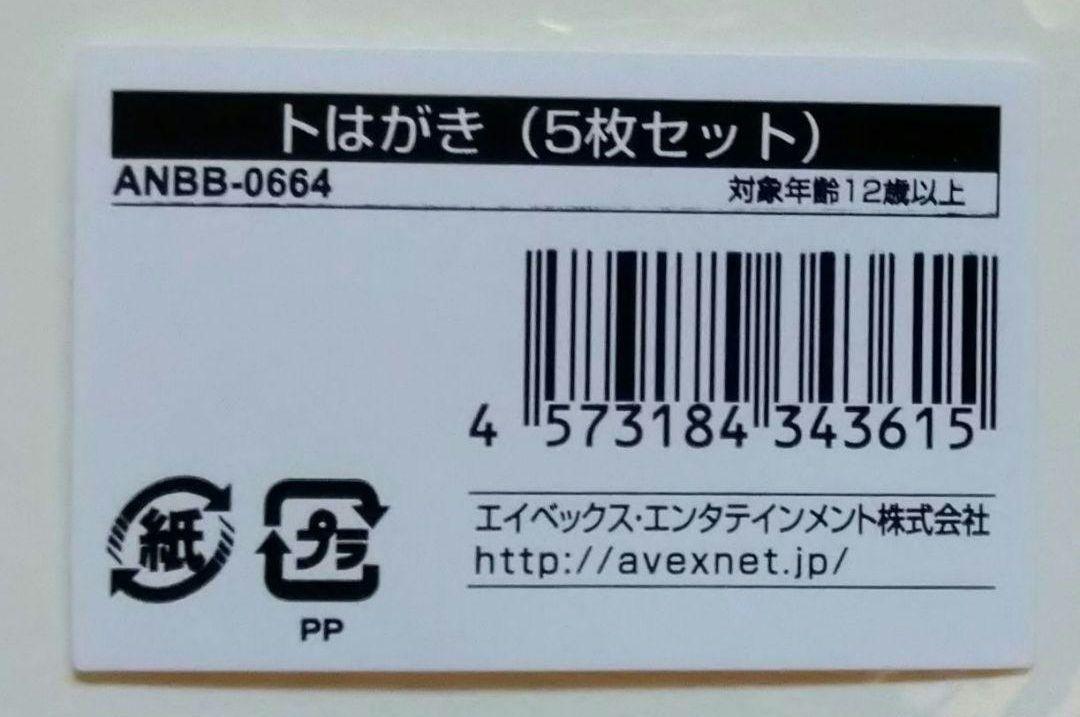 トはがき（5枚セット）
ANBB-0664 対象年齢12歳以上
4 573184 343615
紙 プラ
PP
エイベックス・エンタテインメント株式会社
http://avexnet.jp/